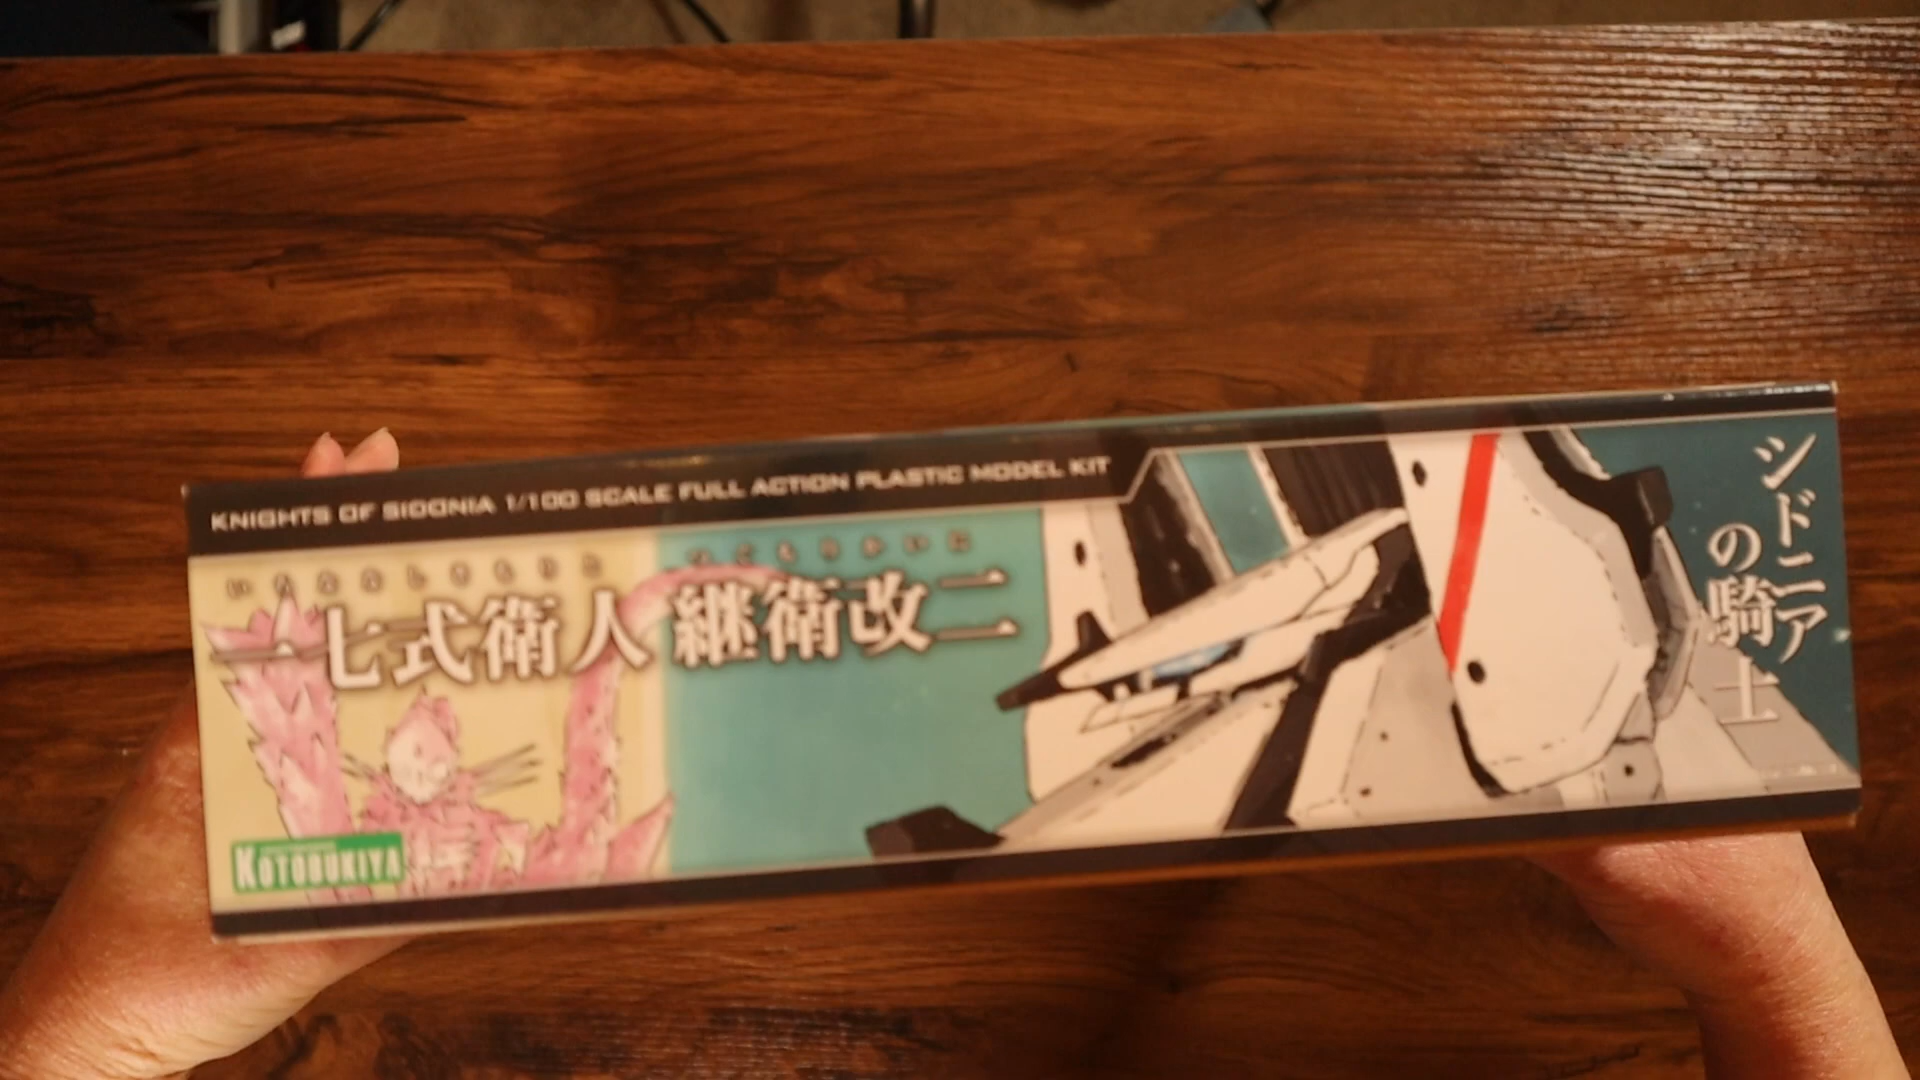 KNIGHTS OF SIDONIA 1/100 SCALE FULL ACTION PLASTIC MODEL KIT
一七式衛人 継衛改二
シドニア
の騎士
KOTOBUKIYA